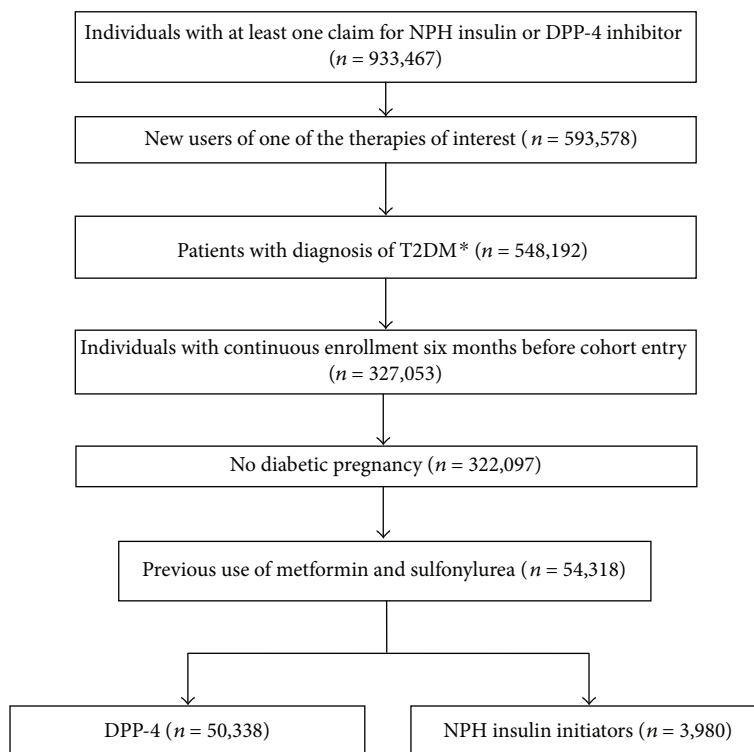 Individuals with at least one claim for NPH insulin or DPP-4 inhibitor
(n = 933,467)
New users of one of the therapies of interest (n = 593,578)
Patients with diagnosis of T2DM* (n = 548,192)
Individuals with continuous enrollment six months before cohort entry
(n = 327,053)
No diabetic pregnancy (n = 322,097)
Previous use of metformin and sulfonylurea (n = 54,318)
DPP-4 (n = 50,338)
NPH insulin initiators (n = 3,980)